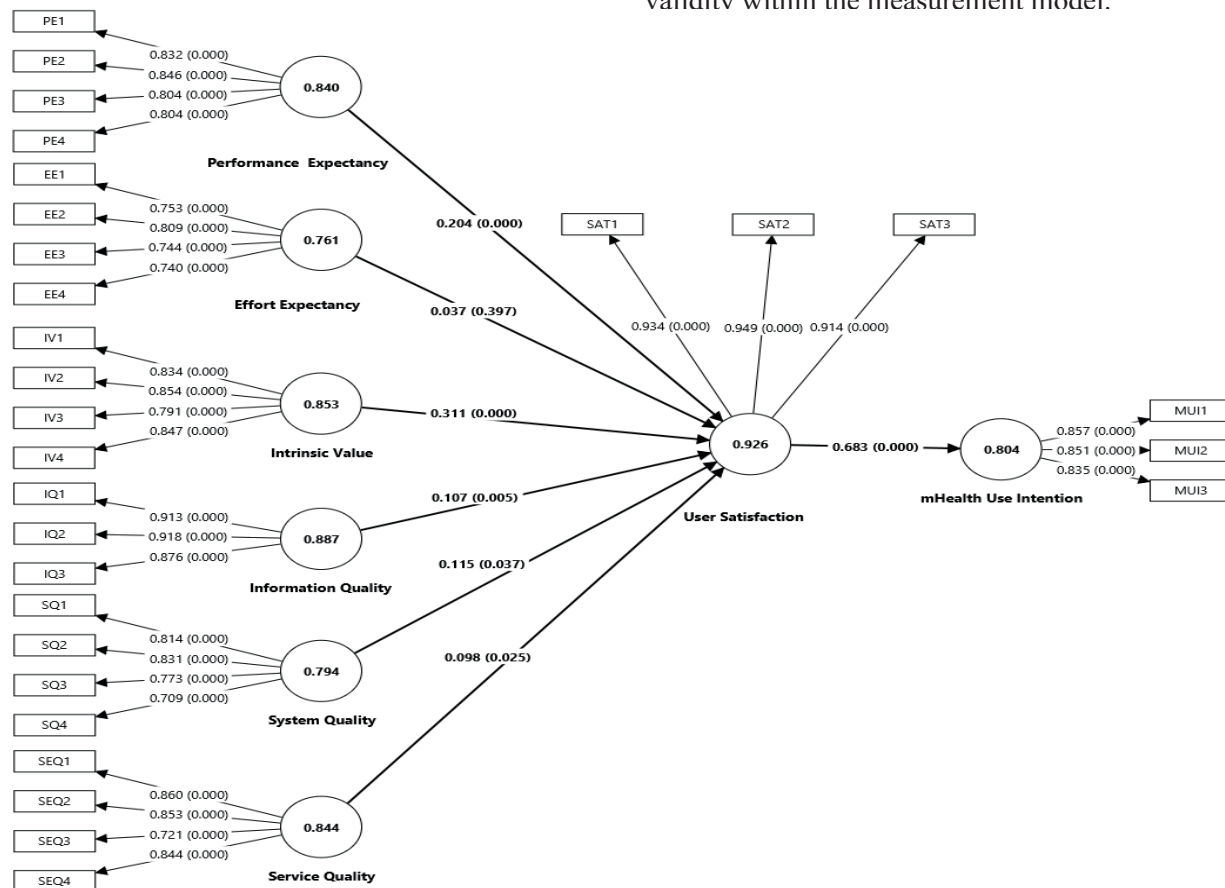 validity within the measurement model.
PE1
0.832 (0.000)
PE2
0.846 (0.000)
PE3
0.804 (0.000)
PE4
0.804 (0.000)
0.840
Performance Expectancy
EE1
0.753 (0.000)
EE2
0.809 (0.000)
EE3
0.744 (0.000)
EE4
0.740 (0.000)
0.761
Effort Expectancy
IV1
0.834 (0.000)
IV2
0.854 (0.000)
IV3
0.791 (0.000)
IV4
0.847 (0.000)
0.853
Intrinsic Value
IQ1
0.913 (0.000)
IQ2
0.918 (0.000)
IQ3
0.876 (0.000)
0.887
Information Quality
SQ1
0.814 (0.000)
SQ2
0.831 (0.000)
SQ3
0.773 (0.000)
SQ4
0.709 (0.000)
0.794
System Quality
SEQ1
0.860 (0.000)
SEQ2
0.853 (0.000)
SEQ3
0.721 (0.000)
SEQ4
0.844 (0.000)
0.844
Service Quality
0.204 (0.000)
0.037 (0.397)
0.311 (0.000)
0.107 (0.005)
0.115 (0.037)
0.098 (0.025)
SAT1
SAT2
SAT3
0.934 (0.000)
0.949 (0.000)
0.914 (0.000)
0.926
User Satisfaction
0.683 (0.000)
0.804
mHealth Use Intention
0.857 (0.000)
0.851 (0.000)
0.835 (0.000)
MUI1
MUI2
MUI3